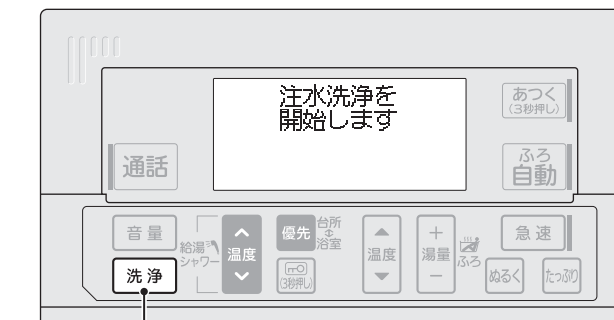 注水洗浄を
開始します
あつく
(3秒押し)
通話
ふろ
自動
音量
給湯
シャワー
温度
優先
台所
浴室
(3秒押し)
温度
湯量
ふろ
急速
洗浄
ぬるく
たっぷり